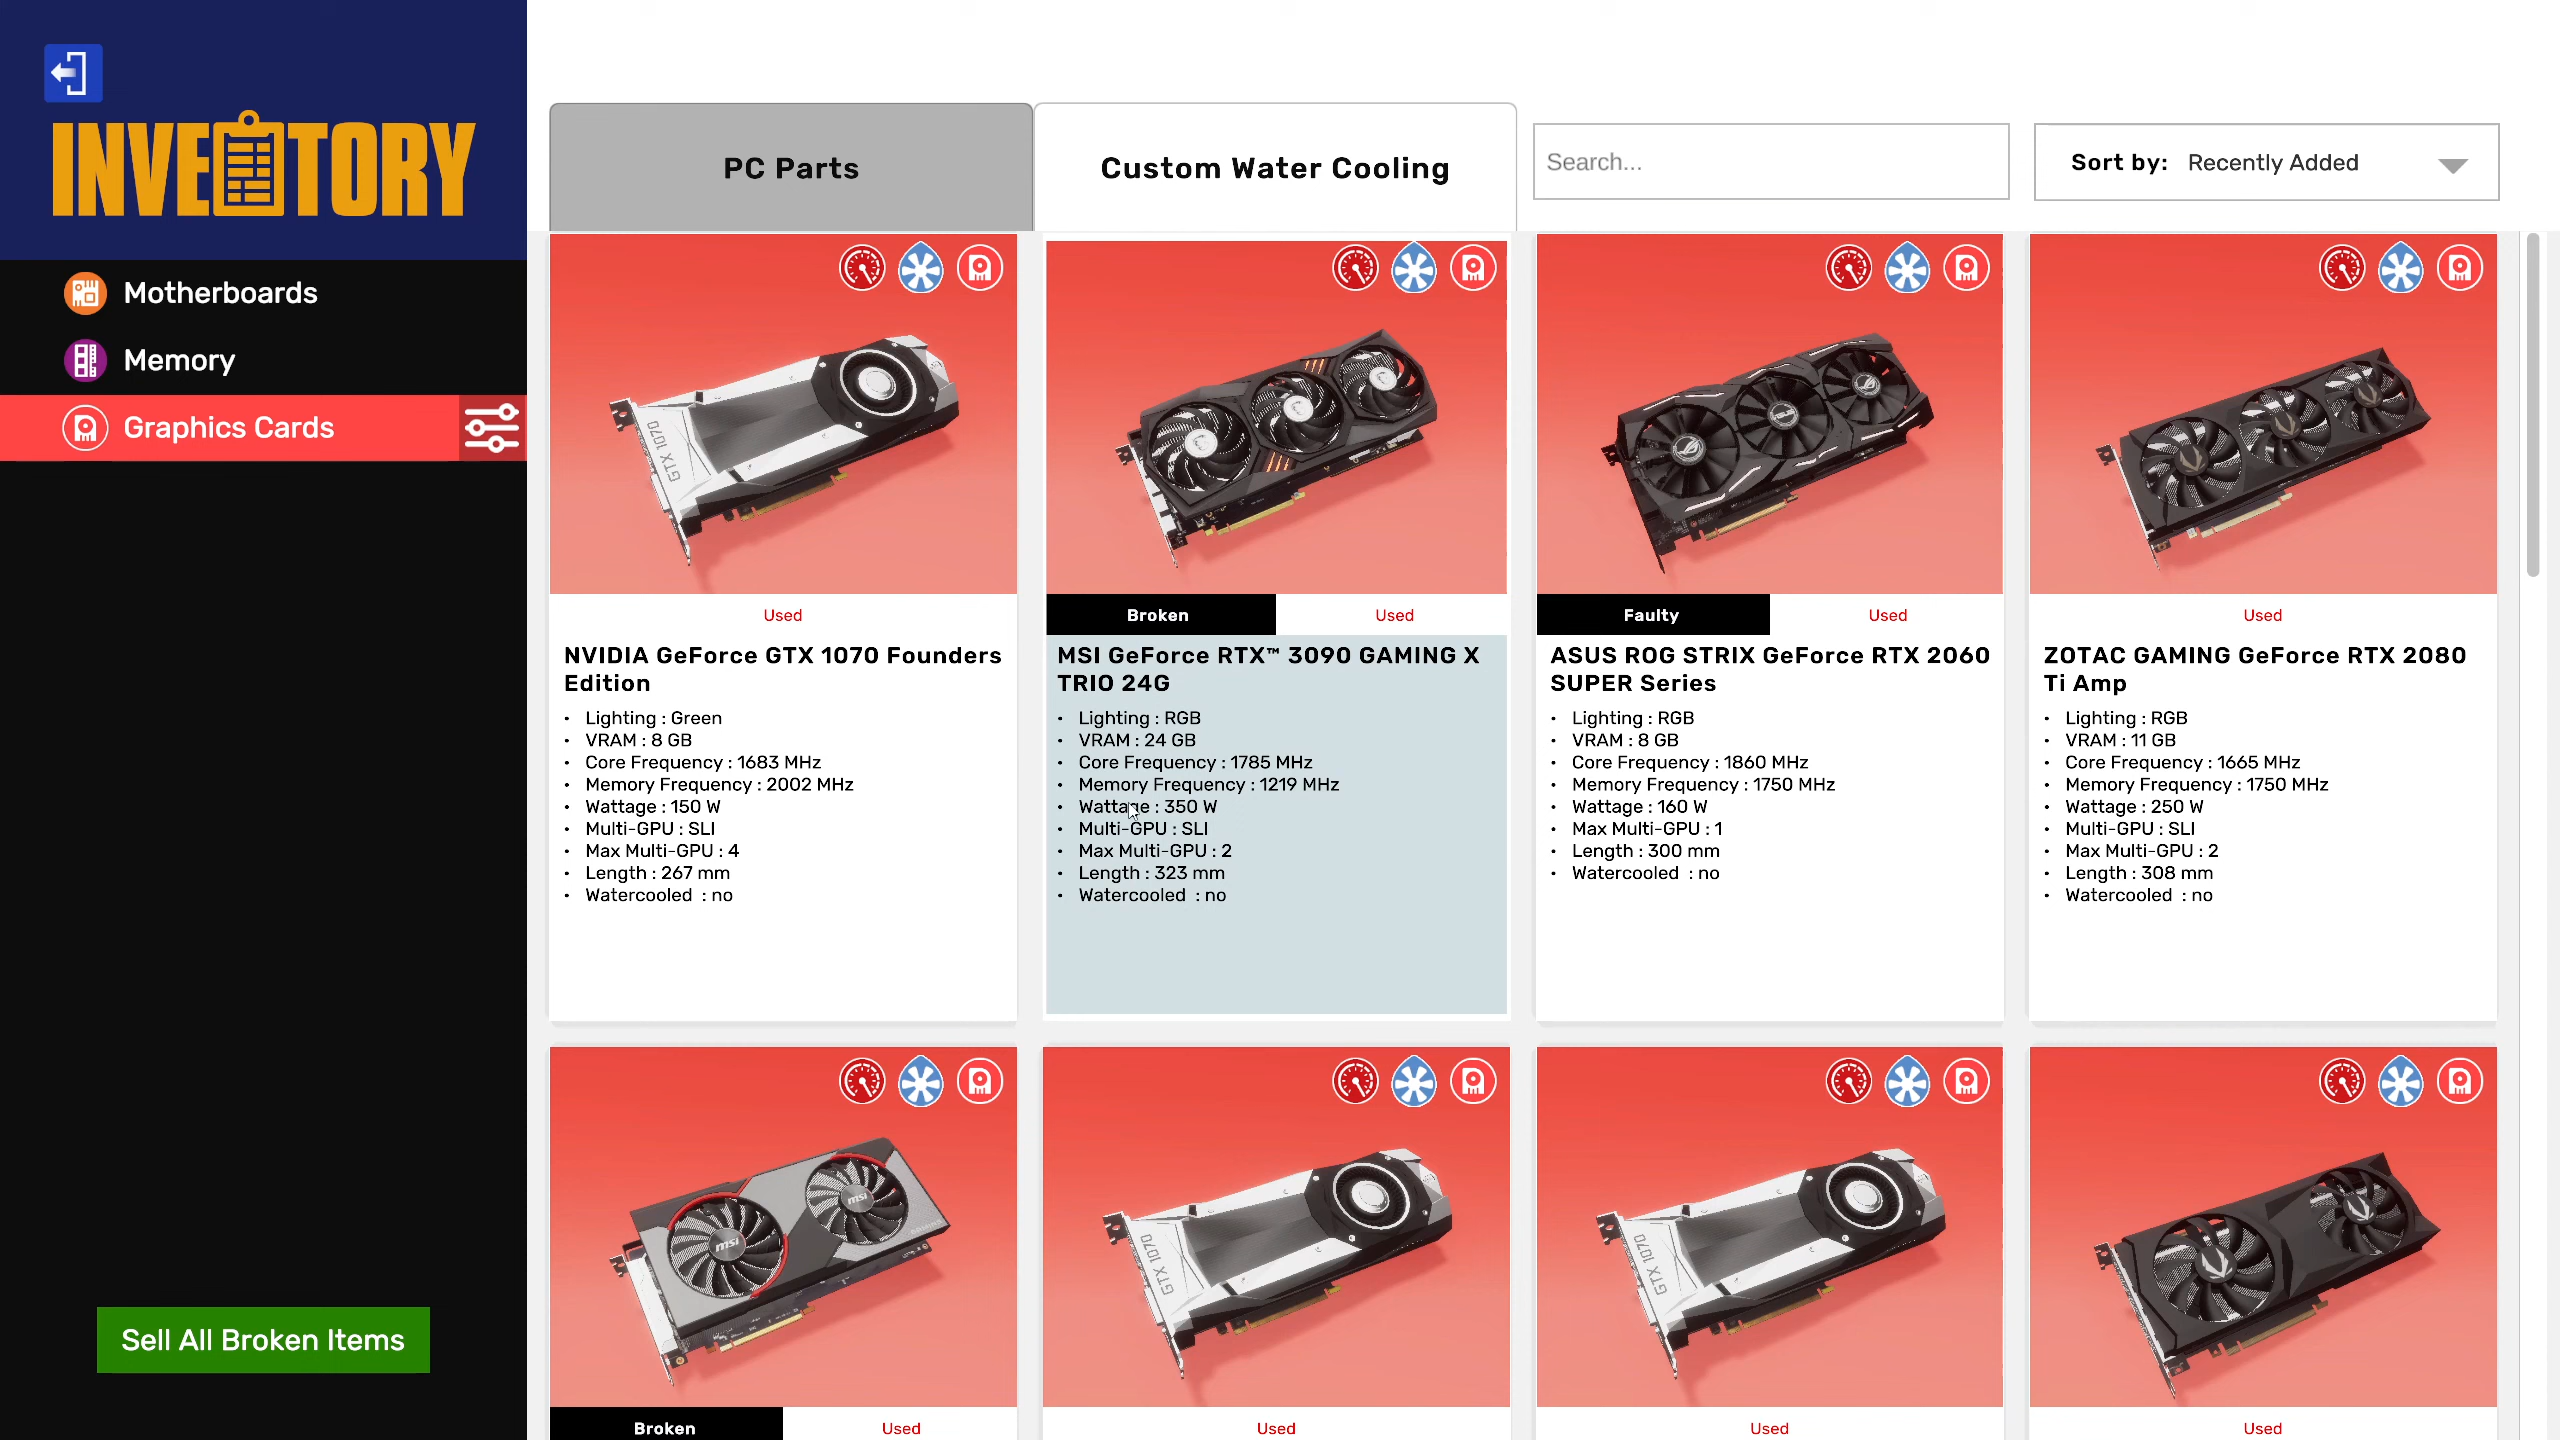 INVENTORY
PC Parts
Custom Water Cooling
Search...
Sort by: Recently Added
Motherboards
Memory
Graphics Cards
Sell All Broken Items
GTX 1070
Used
NVIDIA GeForce GTX 1070 Founders
Edition
• Lighting : Green
• VRAM : 8 GB
• Core Frequency : 1683 MHz
• Memory Frequency : 2002 MHz
• Wattage : 150 W
• Multi-GPU : SLI
• Max Multi-GPU : 4
• Length : 267 mm
• Watercooled : no
Broken
Used
MSI GeForce RTX™ 3090 GAMING X
TRIO 24G
• Lighting : RGB
• VRAM : 24 GB
• Core Frequency : 1785 MHz
• Memory Frequency : 1219 MHz
• Wattage : 350 W
• Multi-GPU : SLI
• Max Multi-GPU : 2
• Length : 323 mm
• Watercooled : no
Faulty
Used
ASUS ROG STRIX GeForce RTX 2060
SUPER Series
• Lighting : RGB
• VRAM : 8 GB
• Core Frequency : 1860 MHz
• Memory Frequency : 1750 MHz
• Wattage : 160 W
• Max Multi-GPU : 1
• Length : 300 mm
• Watercooled : no
Used
ZOTAC GAMING GeForce RTX 2080
Ti Amp
• Lighting : RGB
• VRAM : 11 GB
• Core Frequency : 1665 MHz
• Memory Frequency : 1750 MHz
• Wattage : 250 W
• Multi-GPU : SLI
• Max Multi-GPU : 2
• Length : 308 mm
• Watercooled : no
msi
msi
Broken
Used
GTX 1070
Used
GTX 1070
Used
Used